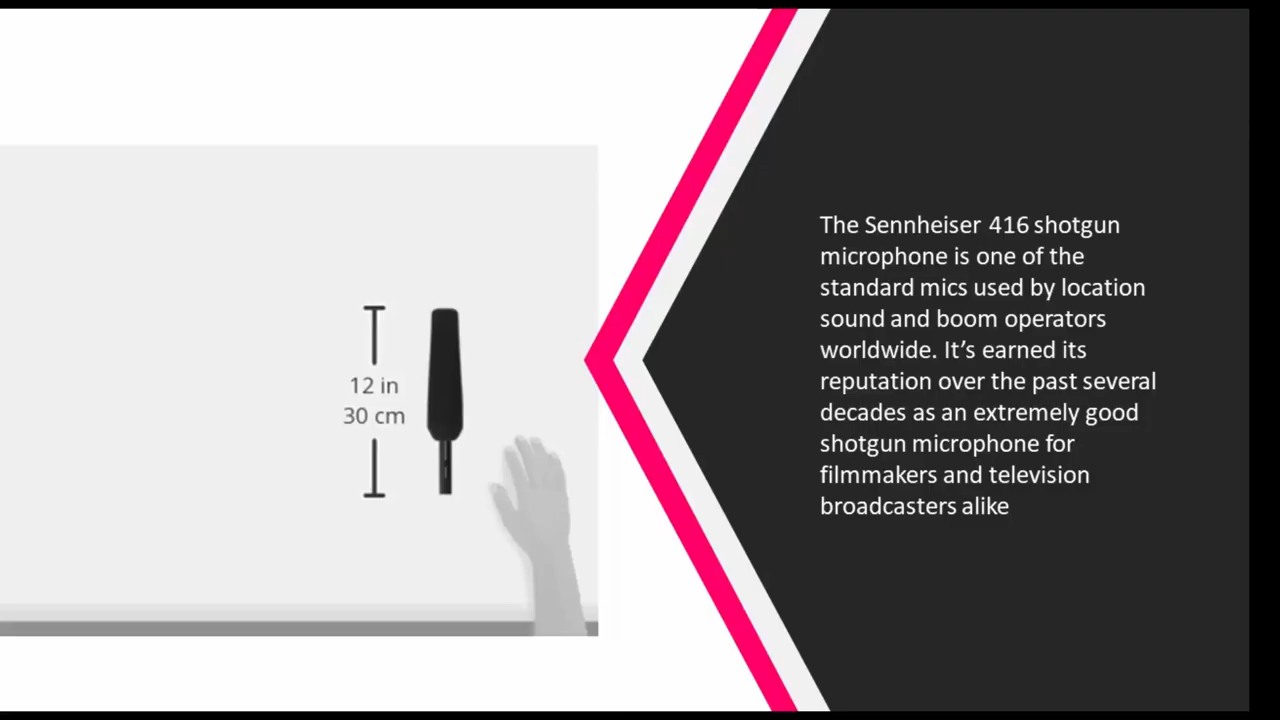 12 in
30 cm
The Sennheiser 416 shotgun
microphone is one of the
standard mics used by location
sound and boom operators
worldwide. It’s earned its
reputation over the past several
decades as an extremely good
shotgun microphone for
filmmakers and television
broadcasters alike